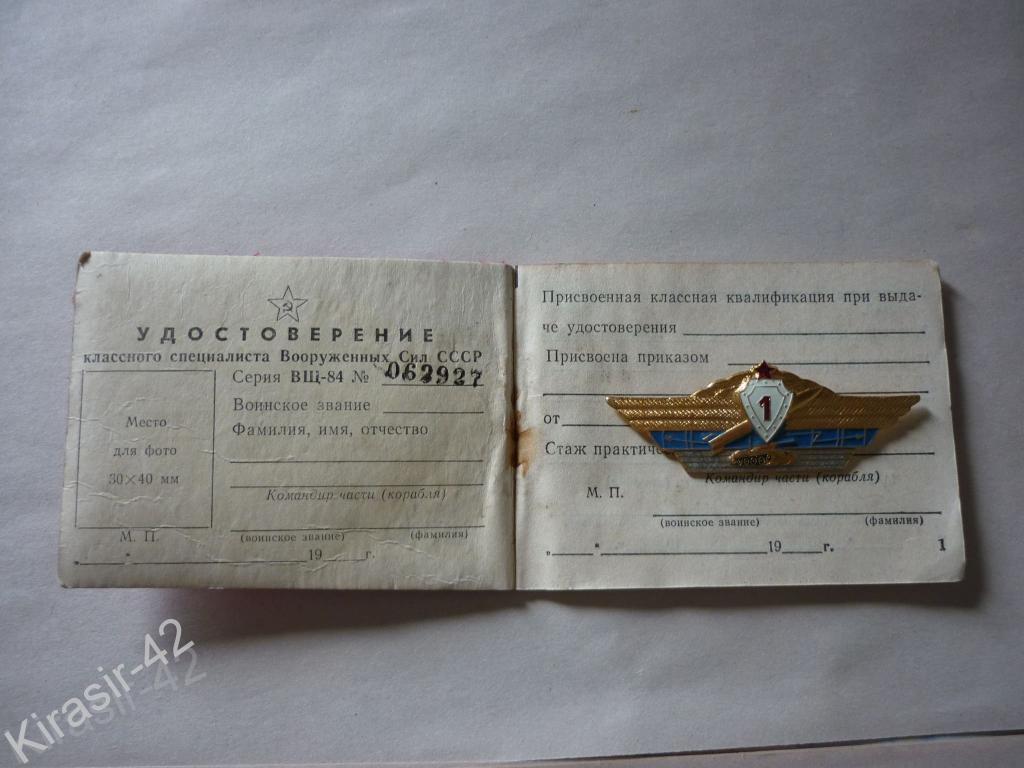 УДОСТОВЕРЕНИЕ
классного специалиста Вооруженных Сил СССР
Серия ВЩ-84 № 062927
Место
для фото
30×40 мм
Воинское звание
Фамилия, имя, отчество
Командир части (корабля)
М. П.
(воинское звание) (фамилия)
„ “ 19 г.
Присвоенная классная квалификация при выда-
че удостоверения
Присвоена приказом
от
1
Стаж практичес
Командир части (корабля)
М. П.
(воинское звание) (фамилия)
„ “ 19 г. 1
Kirasir-42